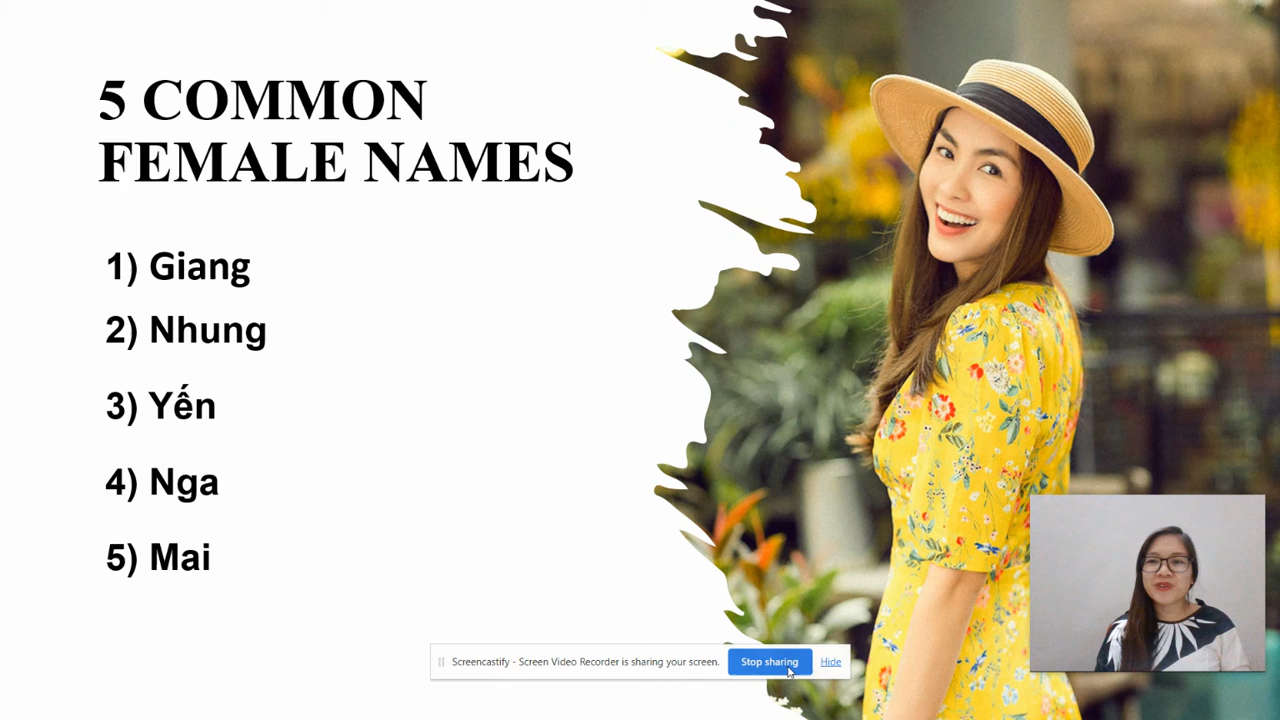 5 COMMON
FEMALE NAMES
1) Giang
2) Nhung
3) Yến
4) Nga
5) Mai
Screencastify - Screen Video Recorder is sharing your screen. Stop sharing Hide